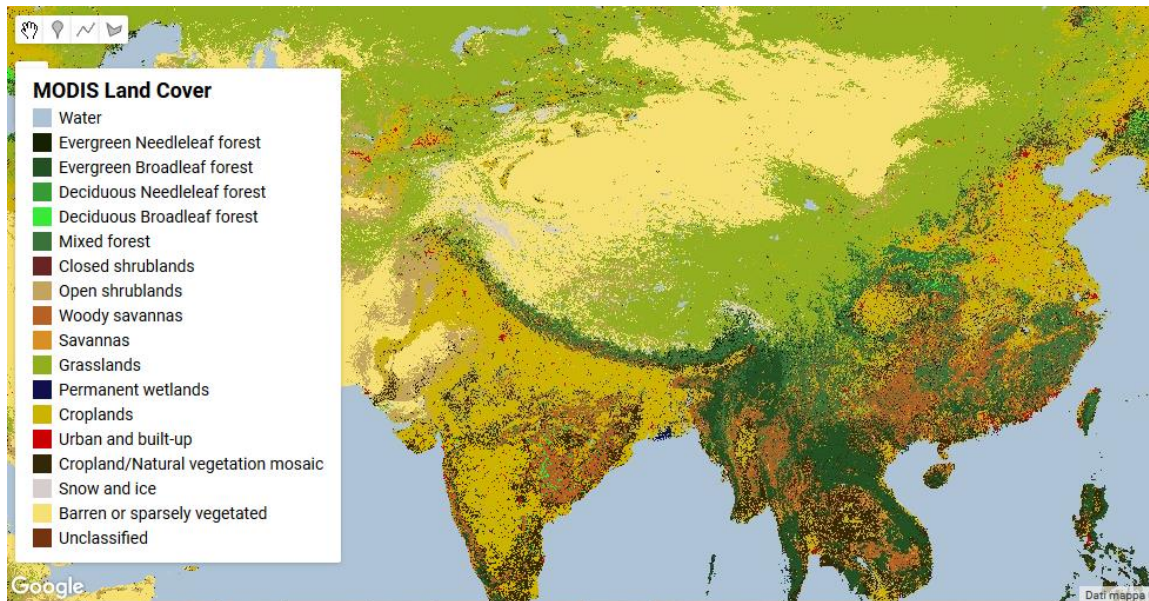 MODIS Land Cover
Water
Evergreen Needleleaf forest
Evergreen Broadleaf forest
Deciduous Needleleaf forest
Deciduous Broadleaf forest
Mixed forest
Closed shrublands
Open shrublands
Woody savannas
Savannas
Grasslands
Permanent wetlands
Croplands
Urban and built-up
Cropland/Natural vegetation mosaic
Snow and ice
Barren or sparsely vegetated
Unclassified
Google
Dati mappa